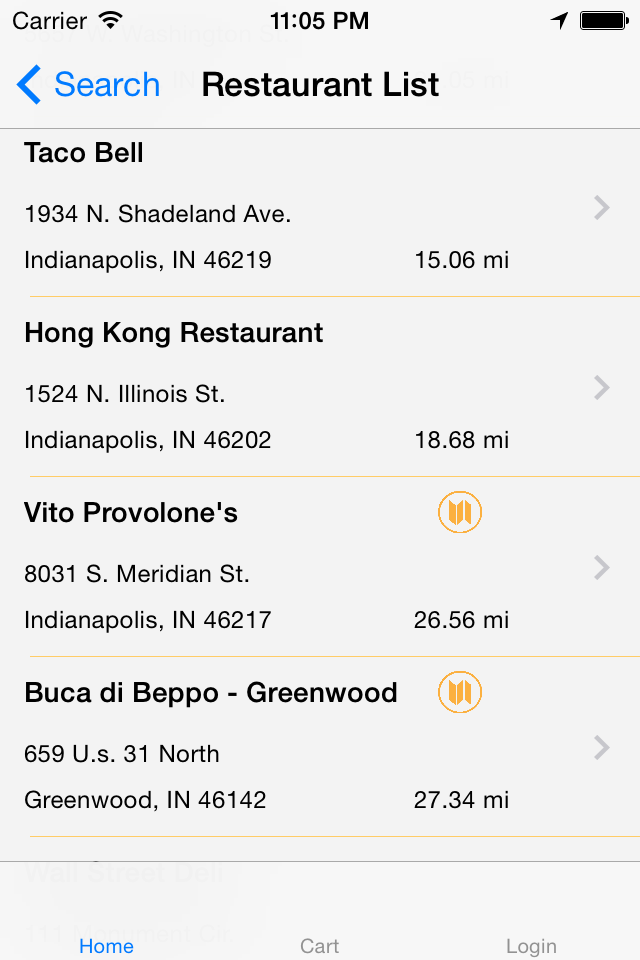 Carrier 11:05 PM
Search Restaurant List
Taco Bell
1934 N. Shadeland Ave.
Indianapolis, IN 46219 15.06 mi
Hong Kong Restaurant
1524 N. Illinois St.
Indianapolis, IN 46202 18.68 mi
Vito Provolone's
8031 S. Meridian St.
Indianapolis, IN 46217 26.56 mi
Buca di Beppo - Greenwood
659 U.s. 31 North
Greenwood, IN 46142 27.34 mi
Wall Street Deli
Home Cart Login